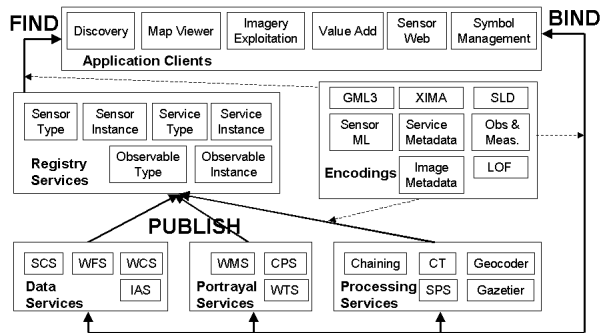 FIND
BIND
Discovery
Map Viewer
Imagery
Exploitation
Value Add
Sensor
Web
Symbol
Management
Application Clients
Sensor
Type
Sensor
Instance
Service
Type
Service
Instance
Observable
Type
Observable
Instance
Registry
Services
GML3
XIMA
SLD
Sensor
ML
Service
Metadata
Obs &
Meas.
Image
Metadata
LOF
Encodings
PUBLISH
SCS
WFS
WCS
IAS
Data
Services
WMS
CPS
WTS
Portrayal
Services
Chaining
CT
Geocoder
SPS
Gazetier
Processing
Services